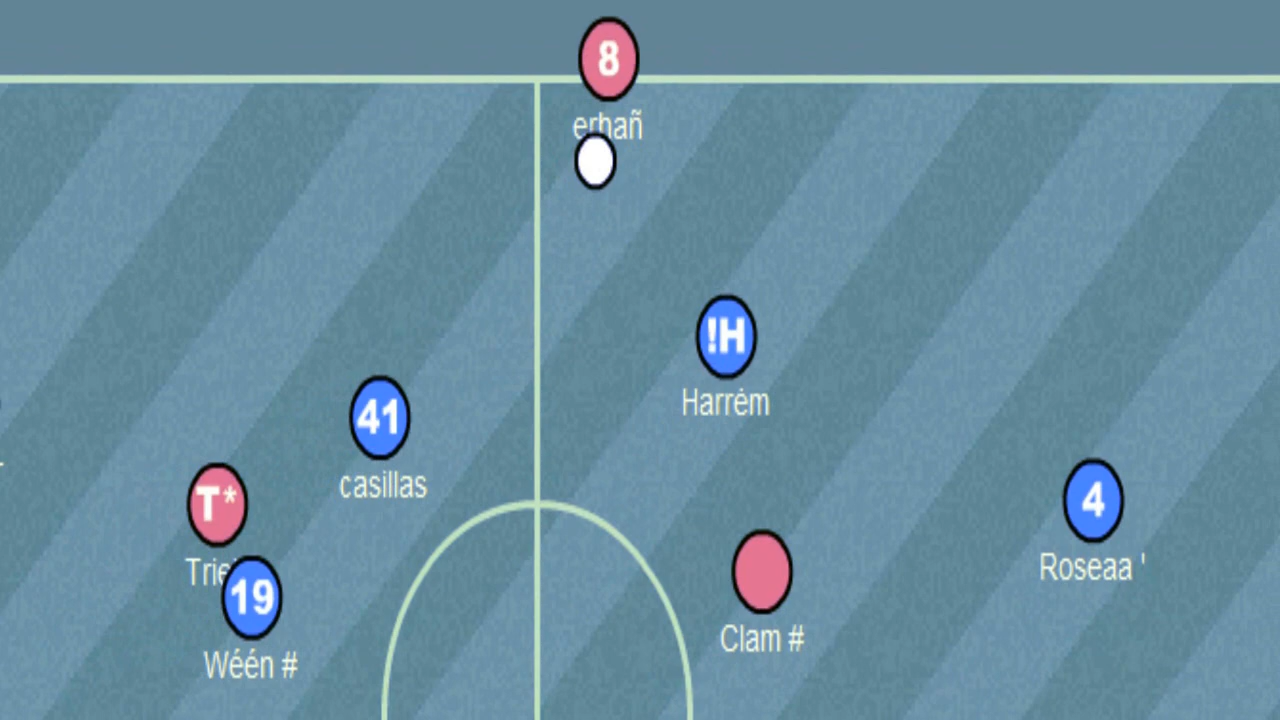 8
erhañ
!H
Harrém
41
casillas
T*
4
Roseaa '
19
Wéén #
Clam #